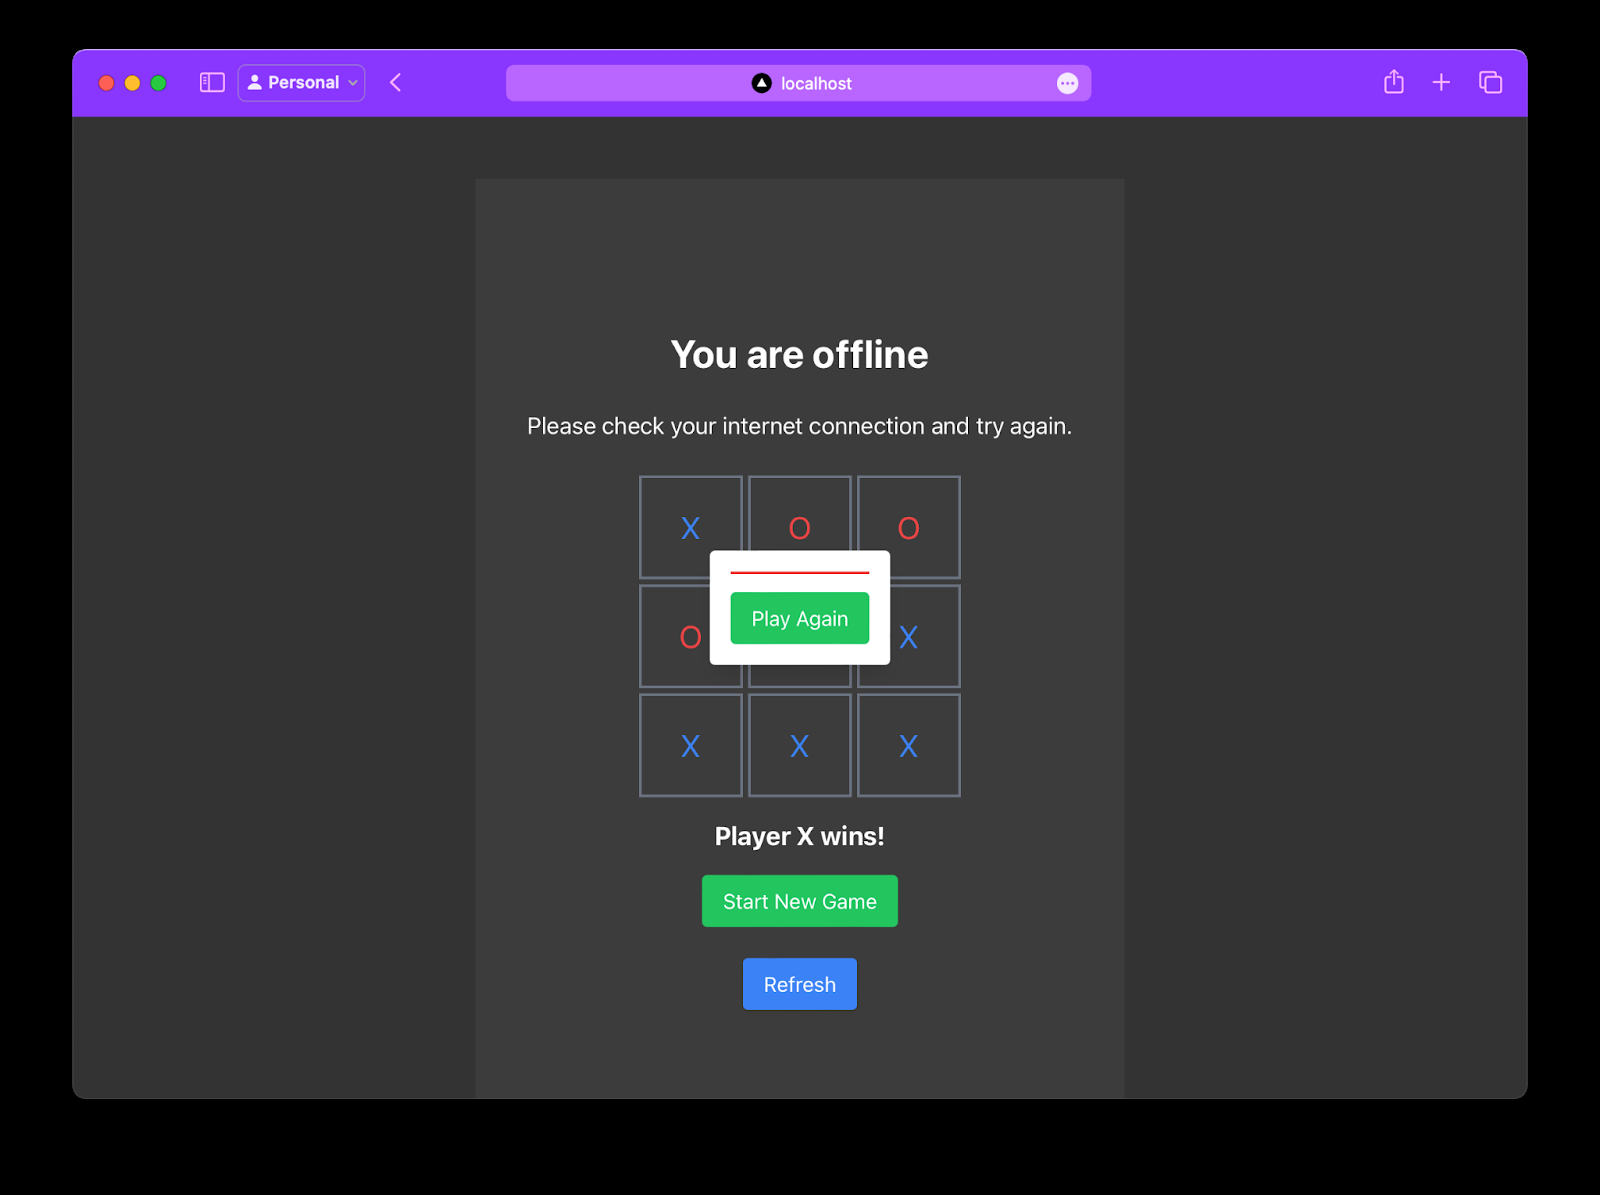 Personal
localhost
You are offline
Please check your internet connection and try again.
X O O
Play Again
O X
X X X
Player X wins!
Start New Game
Refresh